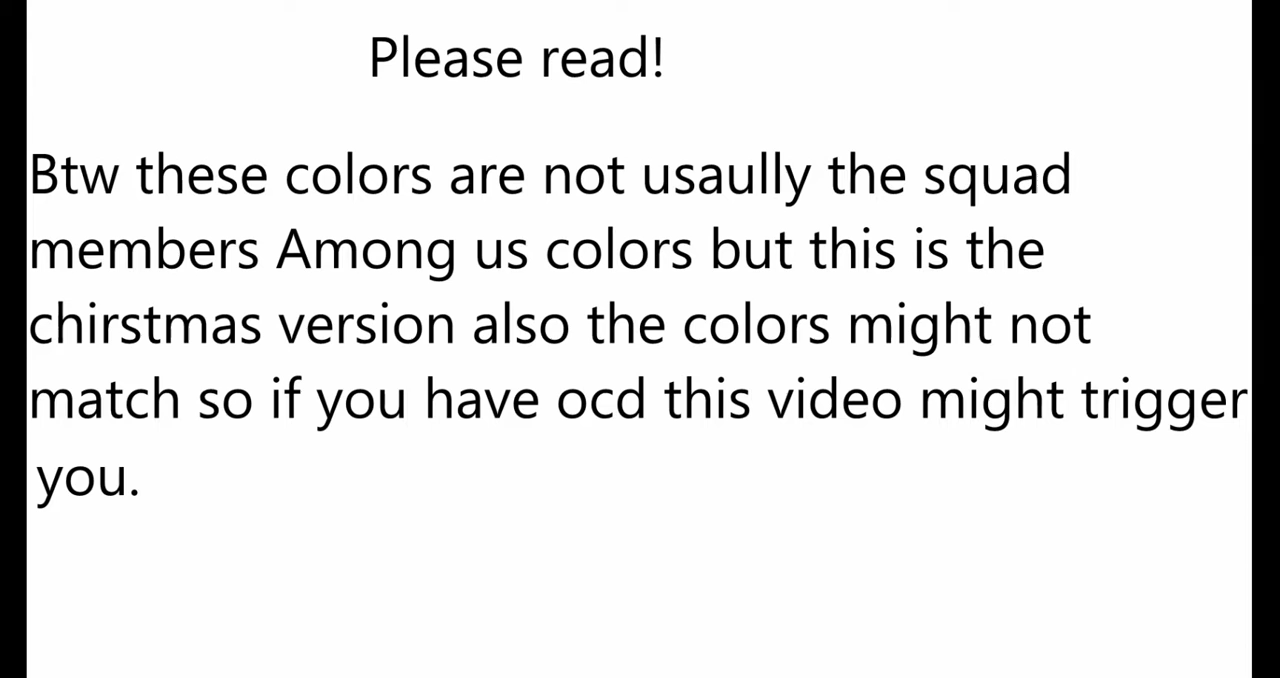 Please read!
Btw these colors are not usaully the squad
members Among us colors but this is the
chirstmas version also the colors might not
match so if you have ocd this video might trigger
you.